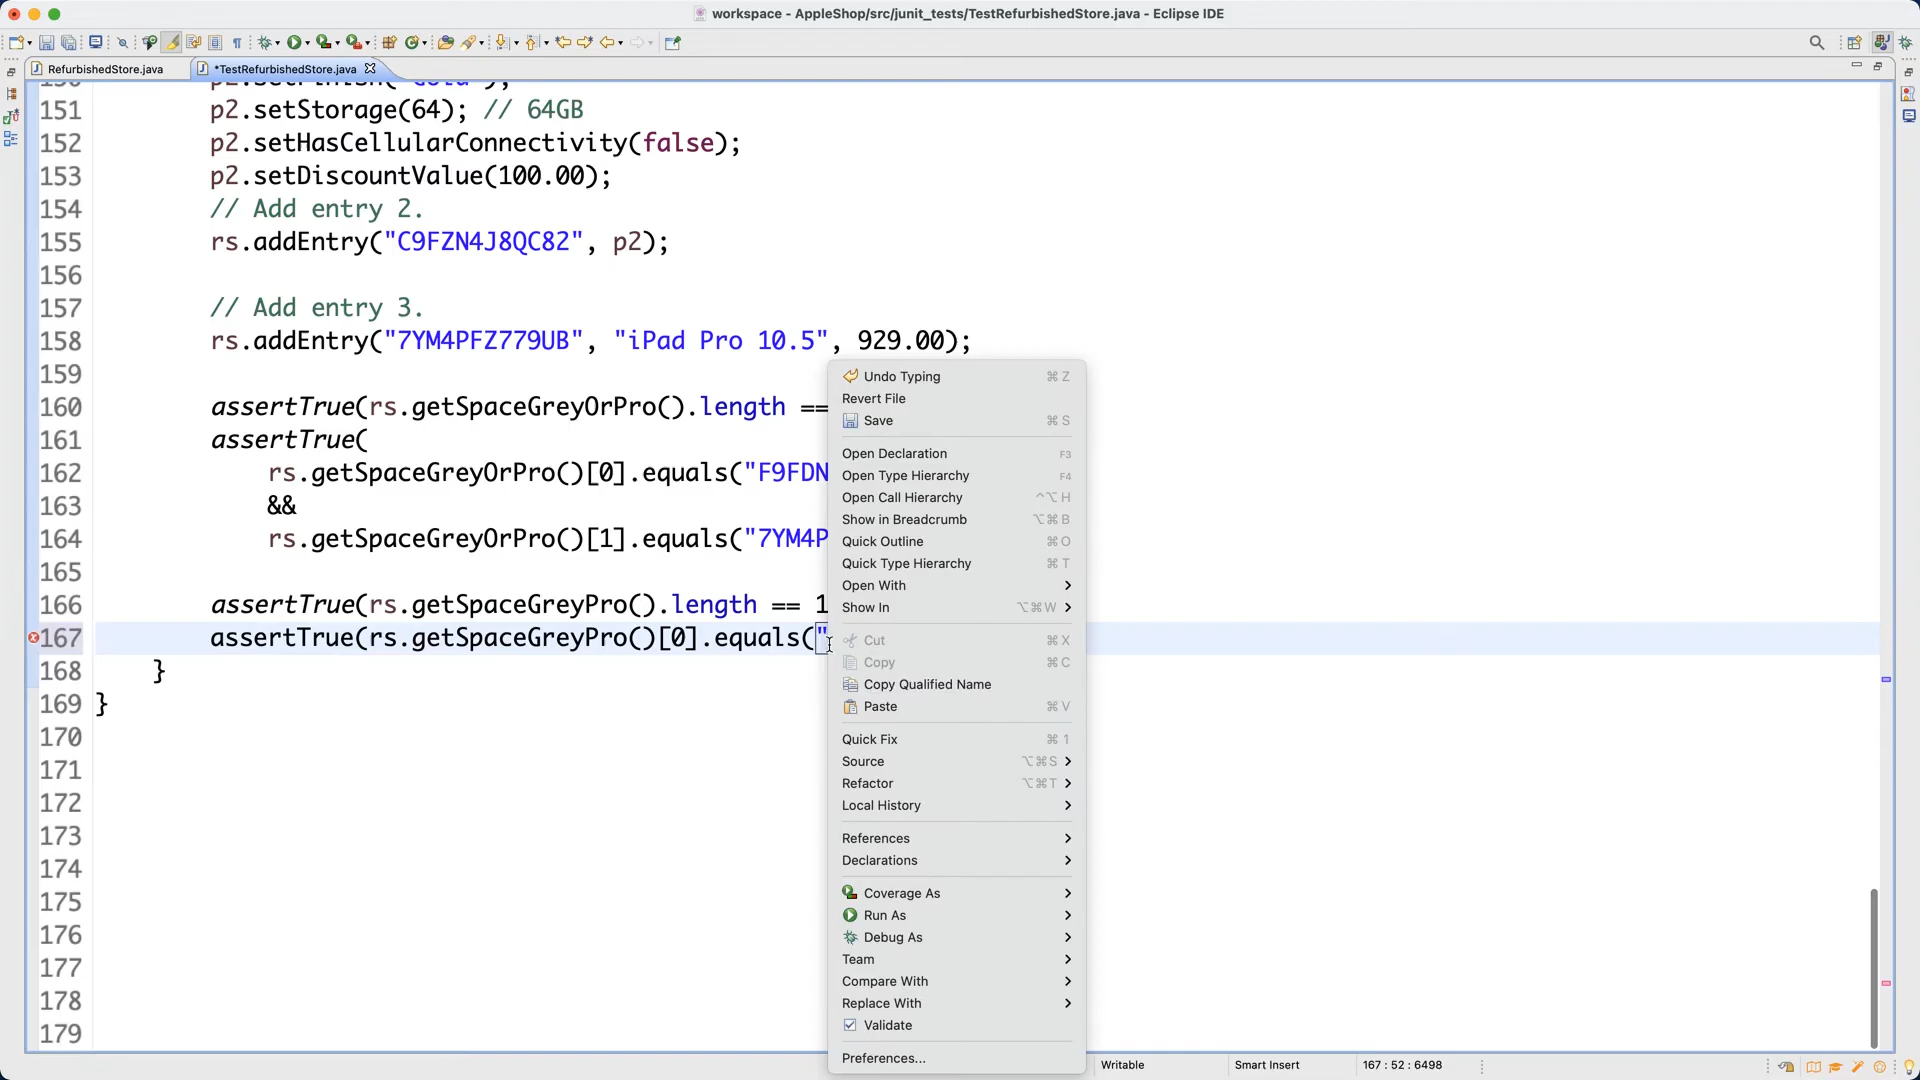 workspace - AppleShop/src/junit_tests/TestRefurbishedStore.java - Eclipse IDE
RefurbishedStore.java
*TestRefurbishedStore.java
151 p2.setStorage(64); // 64GB
152 p2.setHasCellularConnectivity(false);
153 p2.setDiscountValue(100.00);
154 // Add entry 2.
155 rs.addEntry("C9FZN4J8QC82", p2);
156
157 // Add entry 3.
158 rs.addEntry("7YM4PFZ779UB", "iPad Pro 10.5", 929.00);
159
160 assertTrue(rs.getSpaceGreyOrPro().length ==
161 assertTrue(
162 rs.getSpaceGreyOrPro()[0].equals("F9FDN
163 &&
164 rs.getSpaceGreyOrPro()[1].equals("7YM4P
165
166 assertTrue(rs.getSpaceGreyPro().length == 1
167 assertTrue(rs.getSpaceGreyPro()[0].equals("
168 }
169 }
170
171
172
173
174
175
176
177
178
179
Undo Typing ⌘ Z
Revert File
Save ⌘ S
Open Declaration F3
Open Type Hierarchy F4
Open Call Hierarchy ^⌥ H
Show in Breadcrumb ⌥⌘ B
Quick Outline ⌘ O
Quick Type Hierarchy ⌘ T
Open With
Show In ⌥⌘ W
Cut ⌘ X
Copy ⌘ C
Copy Qualified Name
Paste ⌘ V
Quick Fix ⌘ 1
Source ⌥⌘ S
Refactor ⌥⌘ T
Local History
References
Declarations
Coverage As
Run As
Debug As
Team
Compare With
Replace With
Validate
Preferences...
Writable
Smart Insert
167 : 52 : 6498